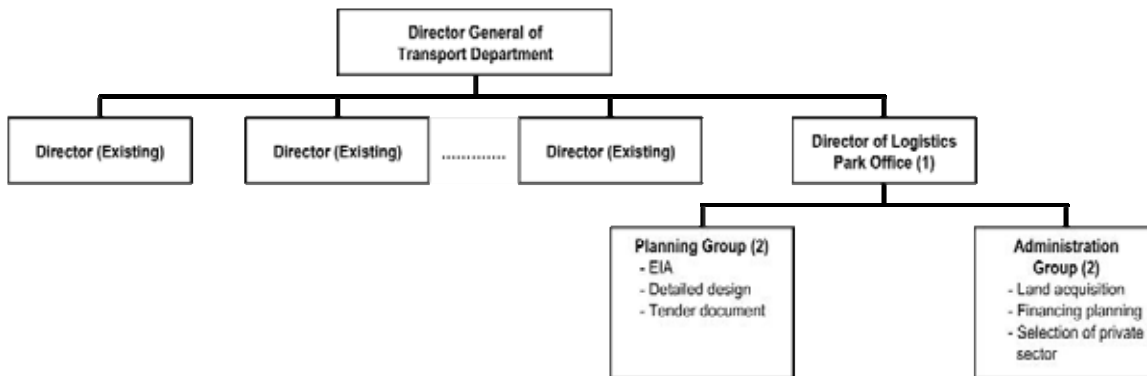 Director General of
Transport Department
Director (Existing)
Director (Existing)
..............
Director (Existing)
Director of Logistics
Park Office (1)
Planning Group (2)
- EIA
- Detailed design
- Tender document
Administration
Group (2)
- Land acquisition
- Financing planning
- Selection of private
sector